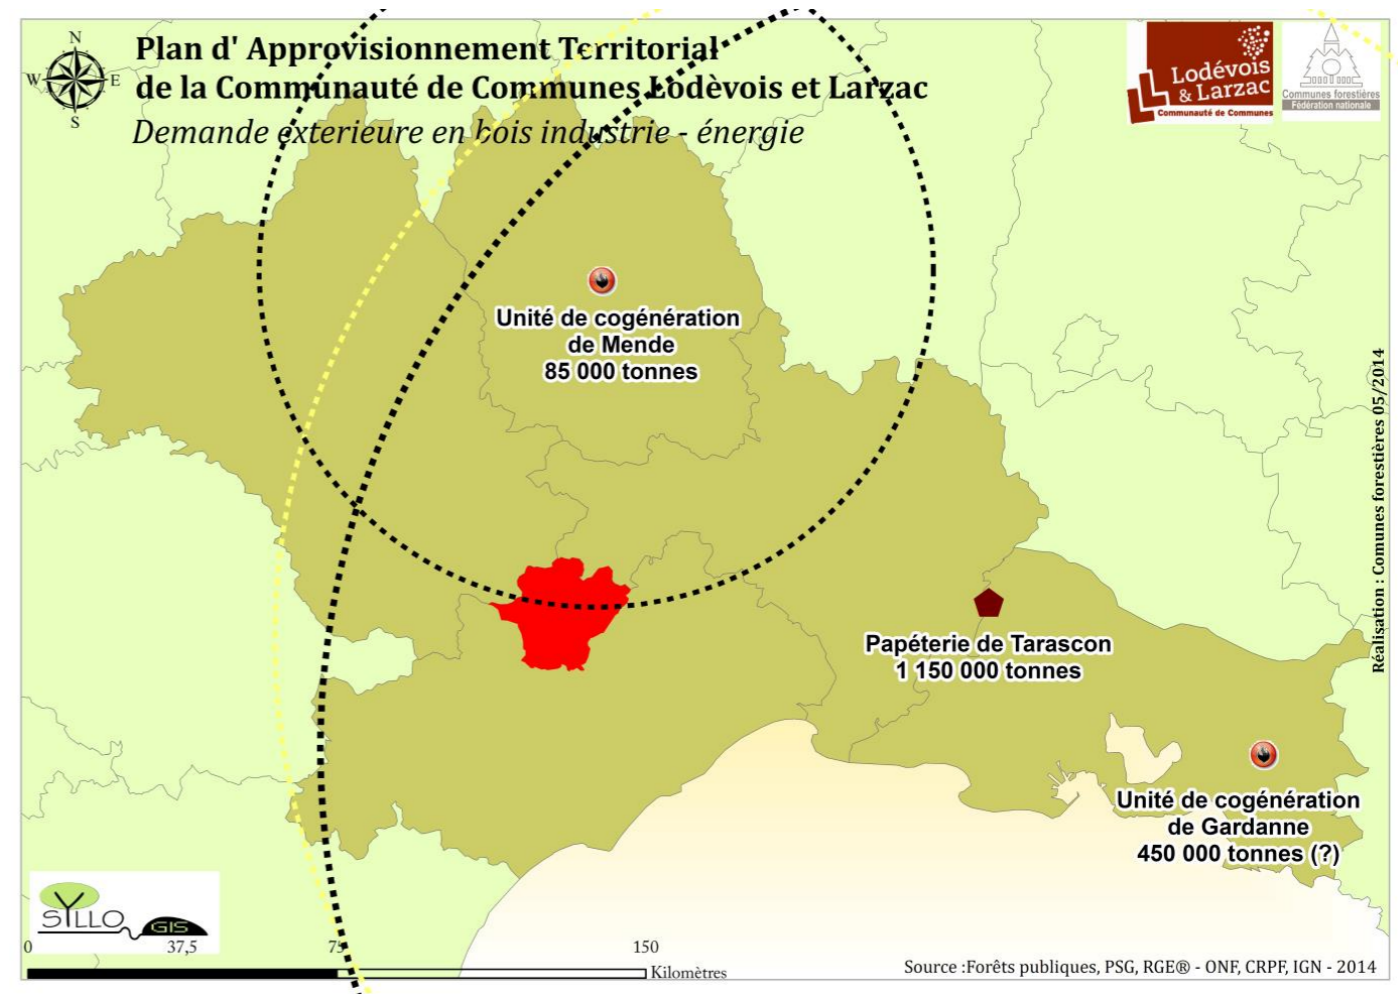 N
W
E
S
Plan d' Approvisionnement Territorial
de la Communauté de Communes Lodèvois et Larzac
Demande exterieure en bois industrie - énergie
Lodévois
& Larzac
Communauté de Communes
Communes forestières
Fédération nationale
Unité de cogénération
de Mende
85 000 tonnes
Réalisation : Comunes forestières 05/2014
Papéterie de Tarascon
1 150 000 tonnes
Unité de cogénération
de Gardanne
450 000 tonnes (?)
SYLLO
GIS
0
37,5
75
150
Kilomètres
Source :Forêts publiques, PSG, RGE® - ONF, CRPF, IGN - 2014